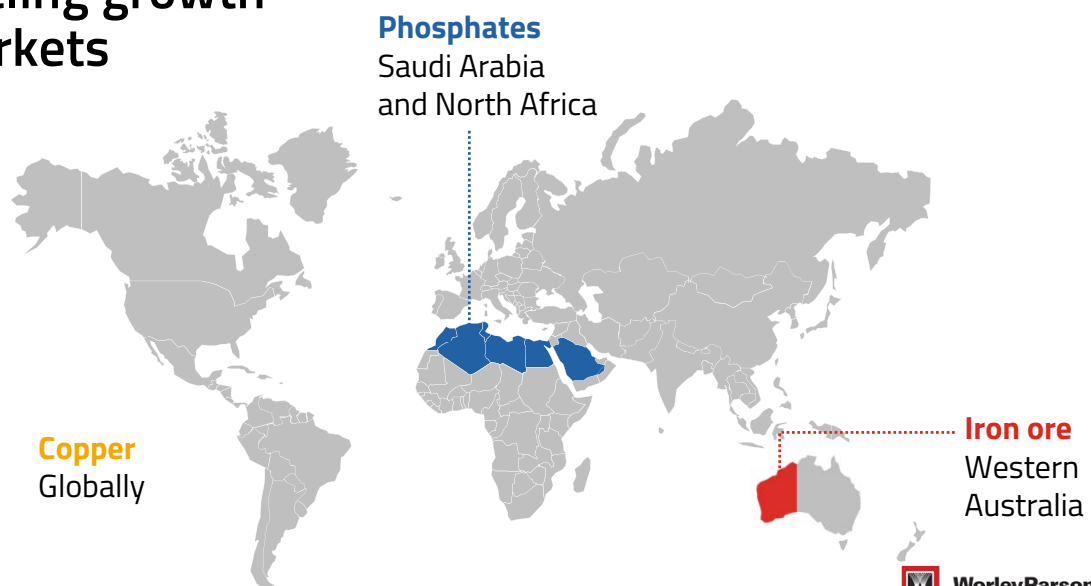 rkets
Phosphates
Saudi Arabia
and North Africa
Copper
Globally
Iron ore
Western
Australia